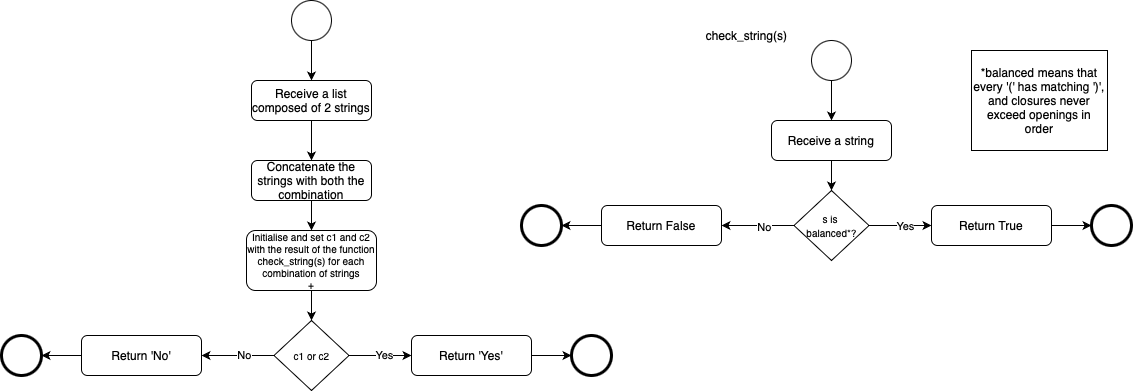 Receive a list
composed of 2 strings
Concatenate the
strings with both the
combination
Initialise and set c1 and c2
with the result of the function
check_string(s) for each
combination of strings
+
c1 or c2
No
Return 'No'
Yes
Return 'Yes'
check_string(s)
Receive a string
s is
balanced*?
No
Return False
Yes
Return True
*balanced means that
every '(' has matching ')',
and closures never
exceed openings in
order